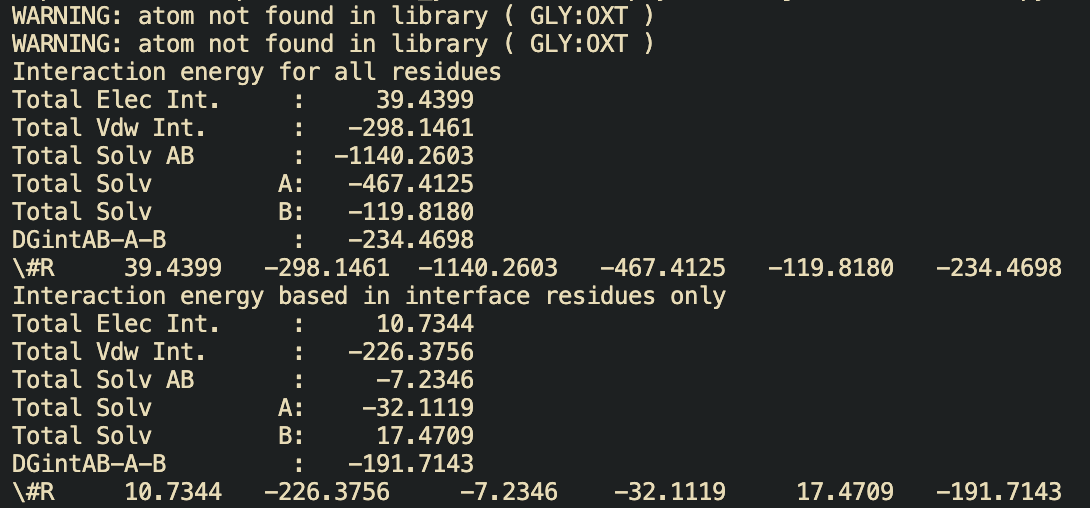 WARNING: atom not found in library ( GLY:OXT )
WARNING: atom not found in library ( GLY:OXT )
Interaction energy for all residues
Total Elec Int.     :     39.4399
Total Vdw Int.      :   -298.1461
Total Solv AB       :  -1140.2603
Total Solv         A:   -467.4125
Total Solv         B:   -119.8180
DGintAB-A-B         :   -234.4698
\#R     39.4399   -298.1461  -1140.2603   -467.4125   -119.8180   -234.4698
Interaction energy based in interface residues only
Total Elec Int.     :     10.7344
Total Vdw Int.      :   -226.3756
Total Solv AB       :     -7.2346
Total Solv         A:    -32.1119
Total Solv         B:     17.4709
DGintAB-A-B         :   -191.7143
\#R     10.7344   -226.3756     -7.2346    -32.1119     17.4709   -191.7143